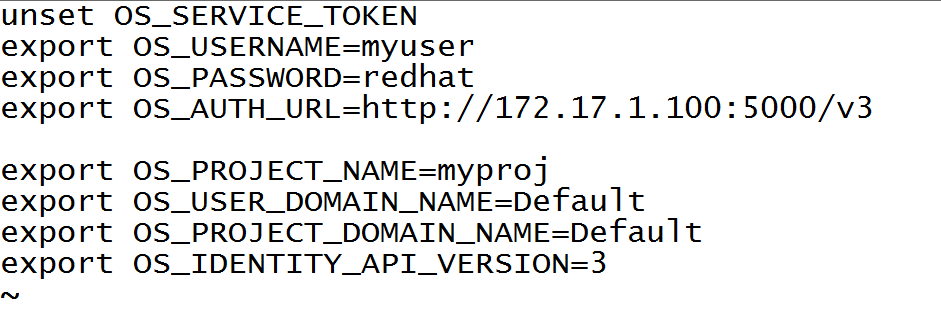 unset OS_SERVICE_TOKEN
export OS_USERNAME=myuser
export OS_PASSWORD=redhat
export OS_AUTH_URL=http://172.17.1.100:5000/v3

export OS_PROJECT_NAME=myproj
export OS_USER_DOMAIN_NAME=Default
export OS_PROJECT_DOMAIN_NAME=Default
export OS_IDENTITY_API_VERSION=3
~